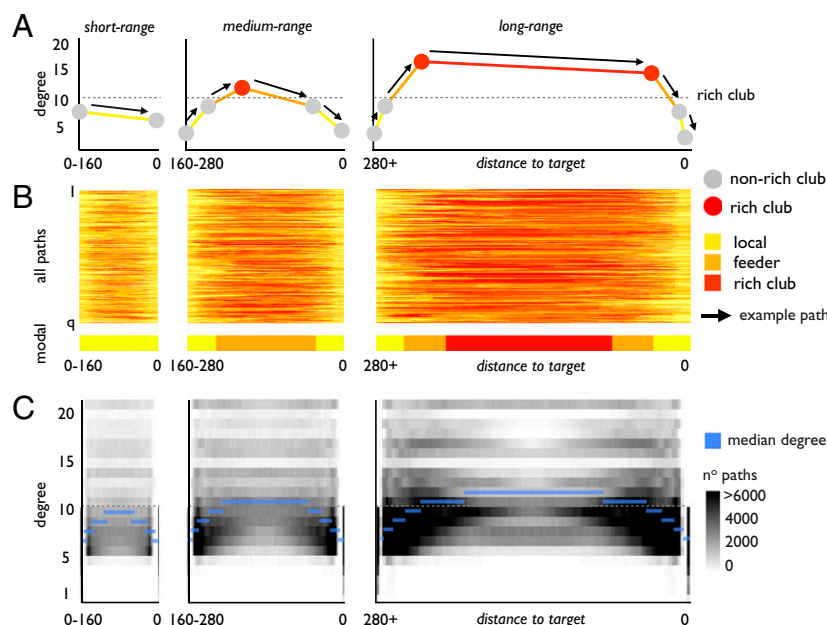 A
short-range medium-range long-range
20
15
degree
10
rich club
5
0-160 0 160-280 0 280+ distance to target 0
non-rich club
rich club
B
I
all paths
q
local
feeder
rich club
example path
modal
0-160 0 160-280 0 280+ distance to target 0
C
20
15
degree
10
5
I
median degree
nº paths
>6000
4000
2000
0
0-160 0 160-280 0 280+ distance to target 0